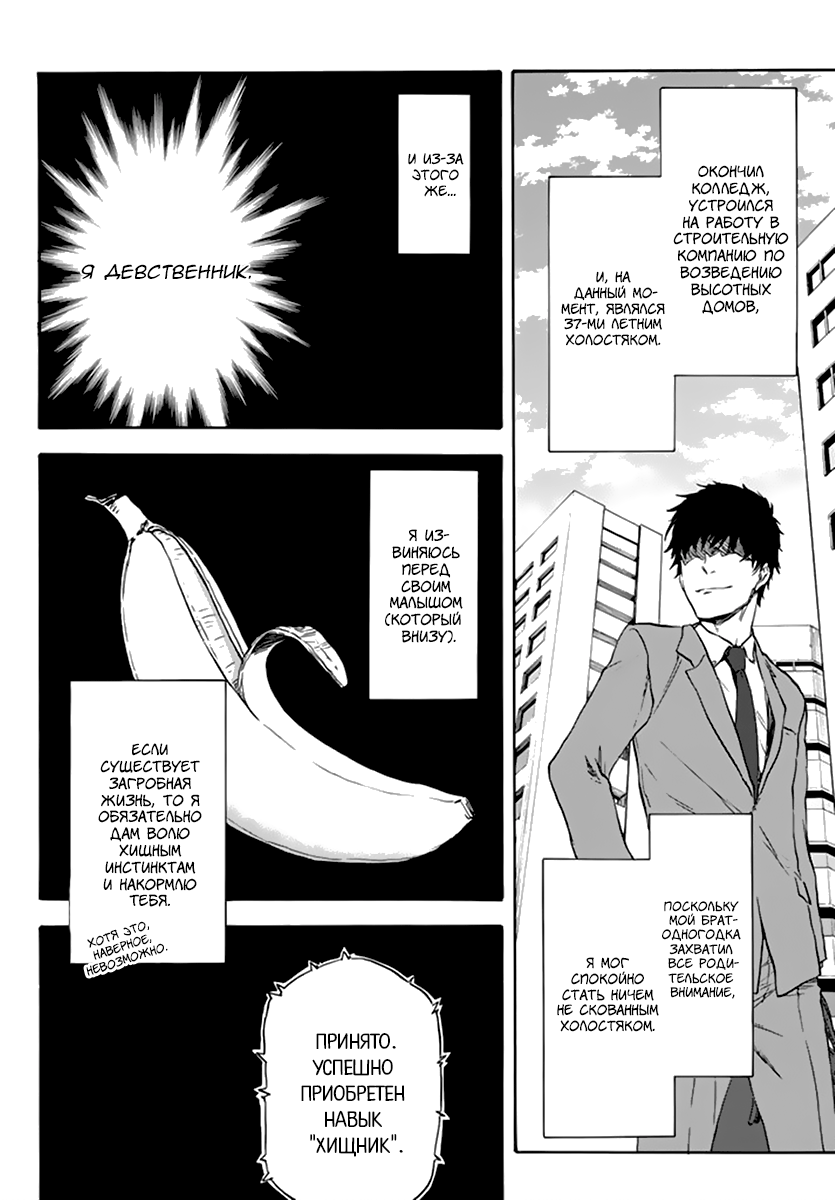 ОКОНЧИЛ
КОЛЛЕДЖ,
УСТРОИЛСЯ
НА РАБОТУ В
СТРОИТЕЛЬНУЮ
КОМПАНИЮ ПО
ВОЗВЕДЕНИЮ
ВЫСОТНЫХ
ДОМОВ,
И, НА
ДАННЫЙ МО-
МЕНТ, ЯВЛЯЛСЯ
37-МИ ЛЕТНИМ
ХОЛОСТЯКОМ.
ПОСКОЛЬКУ
МОЙ БРАТ-
ОДНОГОДКА
ЗАХВАТИЛ
ВСЕ РОДИ-
ТЕЛЬСКОЕ
ВНИМАНИЕ,
Я МОГ
СПОКОЙНО
СТАТЬ НИЧЕМ
НЕ СКОВАННЫМ
ХОЛОСТЯКОМ.
И ИЗ-ЗА
ЭТОГО
ЖЕ...
Я ДЕВСТВЕННИК.
Я ИЗ-
ВИНЯЮСЬ
ПЕРЕД
СВОИМ
МАЛЫШОМ
(КОТОРЫЙ
ВНИЗУ).
ЕСЛИ
СУЩЕСТВУЕТ
ЗАГРОБНАЯ
ЖИЗНЬ, ТО Я
ОБЯЗАТЕЛЬНО
ДАМ ВОЛЮ
ХИЩНЫМ
ИНСТИНКТАМ
И НАКОРМЛЮ
ТЕБЯ.
ХОТЯ ЭТО,
НАВЕРНОЕ,
НЕВОЗМОЖНО.
ПРИНЯТО.
УСПЕШНО
ПРИОБРЕТЕН
НАВЫК
"ХИЩНИК".